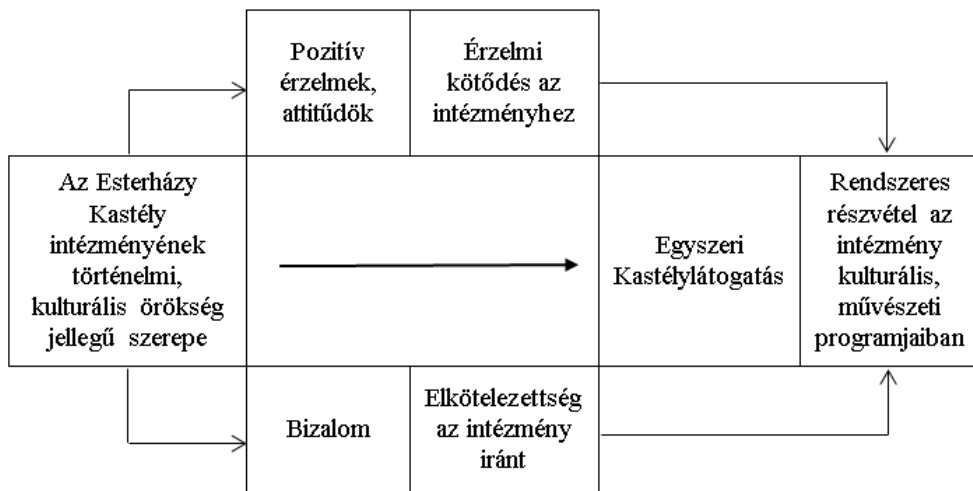 Pozitív
érzelmek,
attitűdök
Érzelmi
kötődés az
intézményhez
Az Esterházy
Kastély
intézményének
történelmi,
kulturális örökség
jellegű szerepe
Egyszeri
Kastélylátogatás
Rendszeres
részvétel az
intézmény
kulturális,
művészeti
programjaiban
Bizalom
Elkötelezettség
az intézmény
iránt